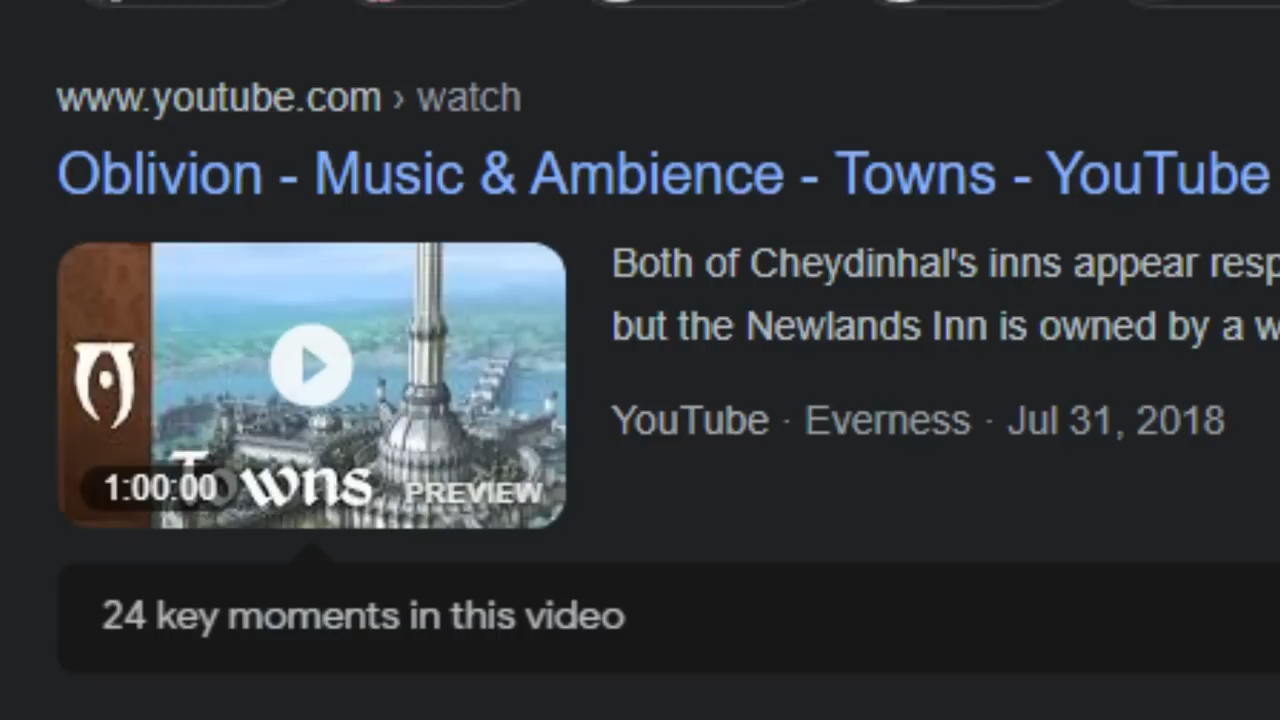 www.youtube.com › watch
Oblivion - Music & Ambience - Towns - YouTube
Both of Cheydinhal's inns appear resp
but the Newlands Inn is owned by a w
YouTube · Everness · Jul 31, 2018
Towns
1:00:00
PREVIEW
24 key moments in this video